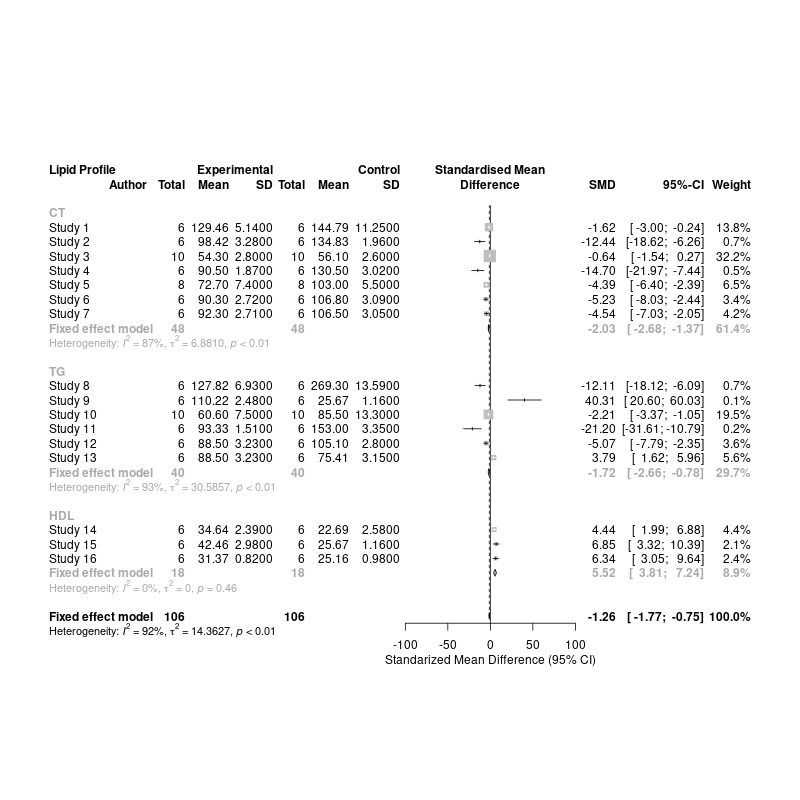 Lipid Profile Experimental Control Standardised Mean
Author Total Mean SD Total Mean SD Difference SMD 95%-CI Weight
CT
Study 1 6 129.46 5.1400 6 144.79 11.2500 -1.62 [ -3.00; -0.24] 13.8%
Study 2 6 98.42 3.2800 6 134.83 1.9600 -12.44 [-18.62; -6.26] 0.7%
Study 3 10 54.30 2.8000 10 56.10 2.6000 -0.64 [ -1.54; 0.27] 32.2%
Study 4 6 90.50 1.8700 6 130.50 3.0200 -14.70 [-21.97; -7.44] 0.5%
Study 5 8 72.70 7.4000 8 103.00 5.5000 -4.39 [ -6.40; -2.39] 6.5%
Study 6 6 90.30 2.7200 6 106.80 3.0900 -5.23 [ -8.03; -2.44] 3.4%
Study 7 6 92.30 2.7100 6 106.50 3.0500 -4.54 [ -7.03; -2.05] 4.2%
Fixed effect model 48 48 -2.03 [ -2.68; -1.37] 61.4%
Heterogeneity: I² = 87%, τ² = 6.8810, p < 0.01
TG
Study 8 6 127.82 6.9300 6 269.30 13.5900 -12.11 [-18.12; -6.09] 0.7%
Study 9 6 110.22 2.4800 6 25.67 1.1600 40.31 [ 20.60; 60.03] 0.1%
Study 10 10 60.60 7.5000 10 85.50 13.3000 -2.21 [ -3.37; -1.05] 19.5%
Study 11 6 93.33 1.5100 6 153.00 3.3500 -21.20 [-31.61; -10.79] 0.2%
Study 12 6 88.50 3.2300 6 105.10 2.8000 -5.07 [ -7.79; -2.35] 3.6%
Study 13 6 88.50 3.2300 6 75.41 3.1500 3.79 [ 1.62; 5.96] 5.6%
Fixed effect model 40 40 -1.72 [ -2.66; -0.78] 29.7%
Heterogeneity: I² = 93%, τ² = 30.5857, p < 0.01
HDL
Study 14 6 34.64 2.3900 6 22.69 2.5800 4.44 [ 1.99; 6.88] 4.4%
Study 15 6 42.46 2.9800 6 25.67 1.1600 6.85 [ 3.32; 10.39] 2.1%
Study 16 6 31.37 0.8200 6 25.16 0.9800 6.34 [ 3.05; 9.64] 2.4%
Fixed effect model 18 18 5.52 [ 3.81; 7.24] 8.9%
Heterogeneity: I² = 0%, τ² = 0, p = 0.46
Fixed effect model 106 106 -1.26 [ -1.77; -0.75] 100.0%
Heterogeneity: I² = 92%, τ² = 14.3627, p < 0.01
-100 -50 0 50 100
Standarized Mean Difference (95% CI)